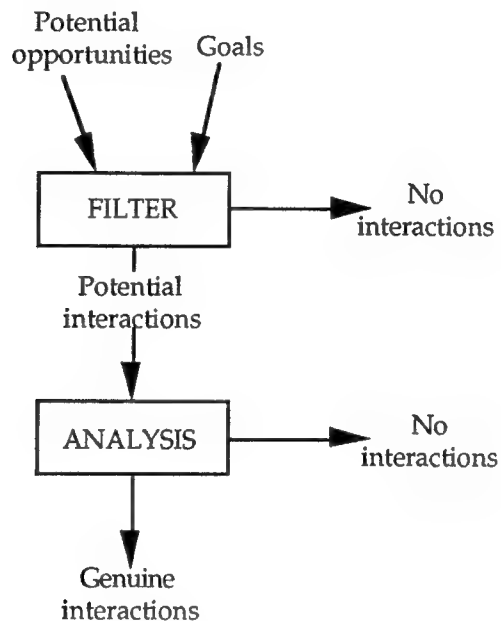 Potential
opportunities
Goals
FILTER
No
interactions
Potential
interactions
ANALYSIS
No
interactions
Genuine
interactions